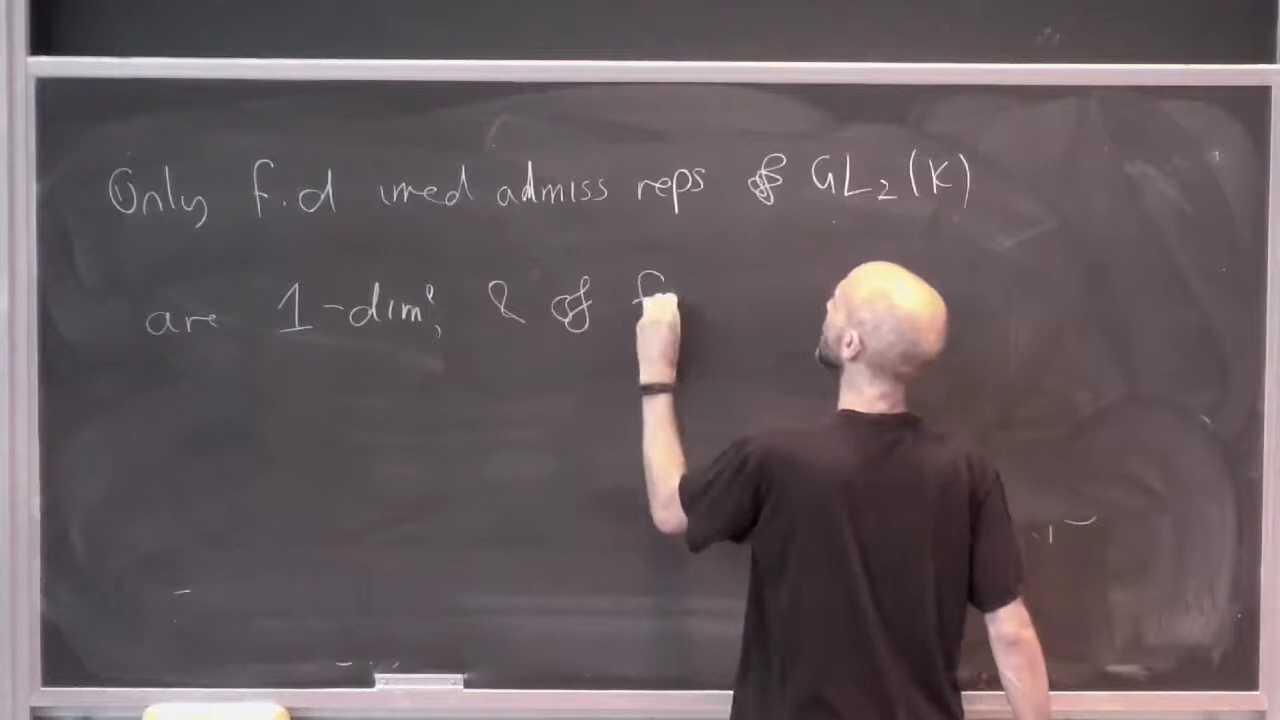 Only f.d irred admiss reps of GL₂(K)
are 1-dim'l & of f